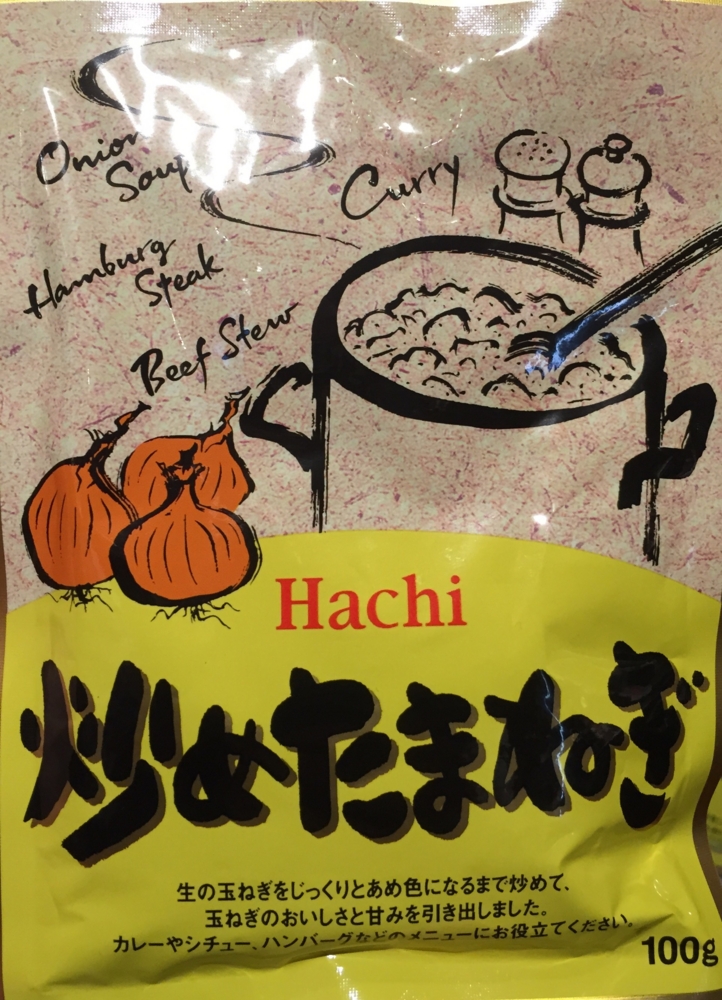 Onion
Soup
Curry
Hamburg
Steak
Beef Stew
Hachi
炒めたまねぎ
生の玉ねぎをじっくりとあめ色になるまで炒めて、
玉ねぎのおいしさと甘みを引き出しました。
カレーやシチュー、ハンバーグなどのメニューにお役立てください。
100g